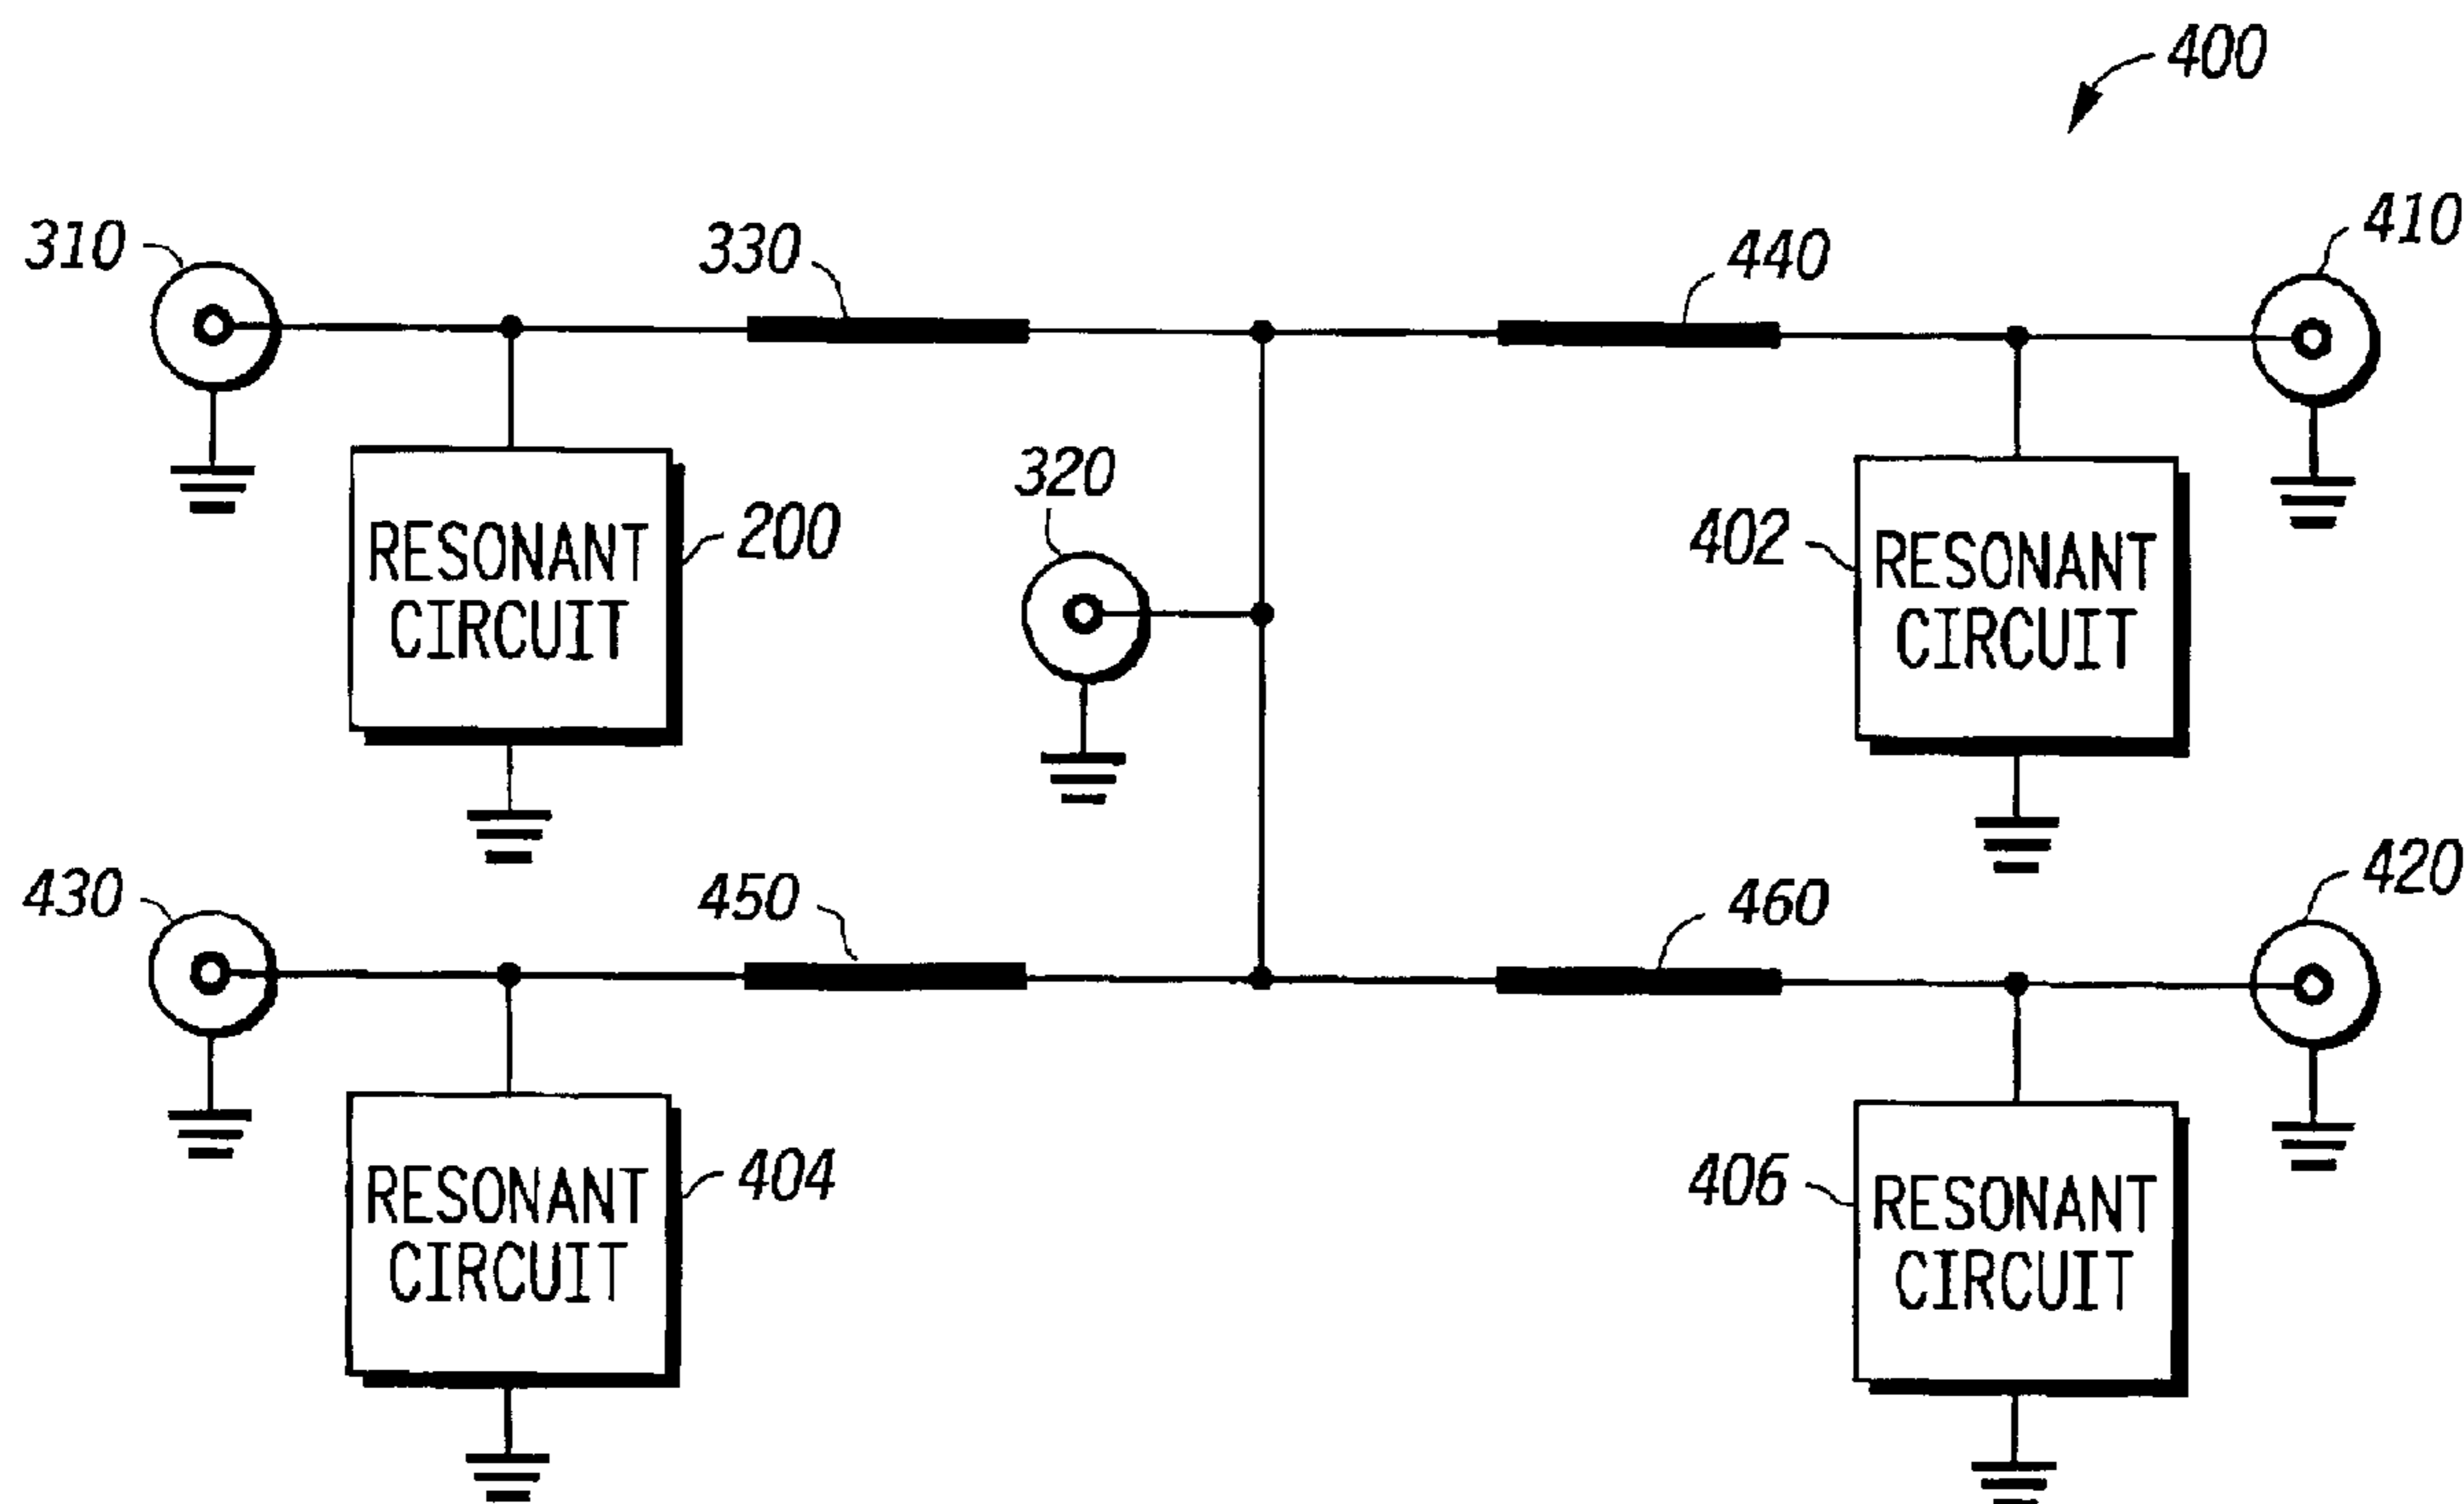 400
310
330
440
410
320
RESONANT
CIRCUIT
200
402
RESONANT
CIRCUIT
430
450
460
420
RESONANT
CIRCUIT
404
406
RESONANT
CIRCUIT